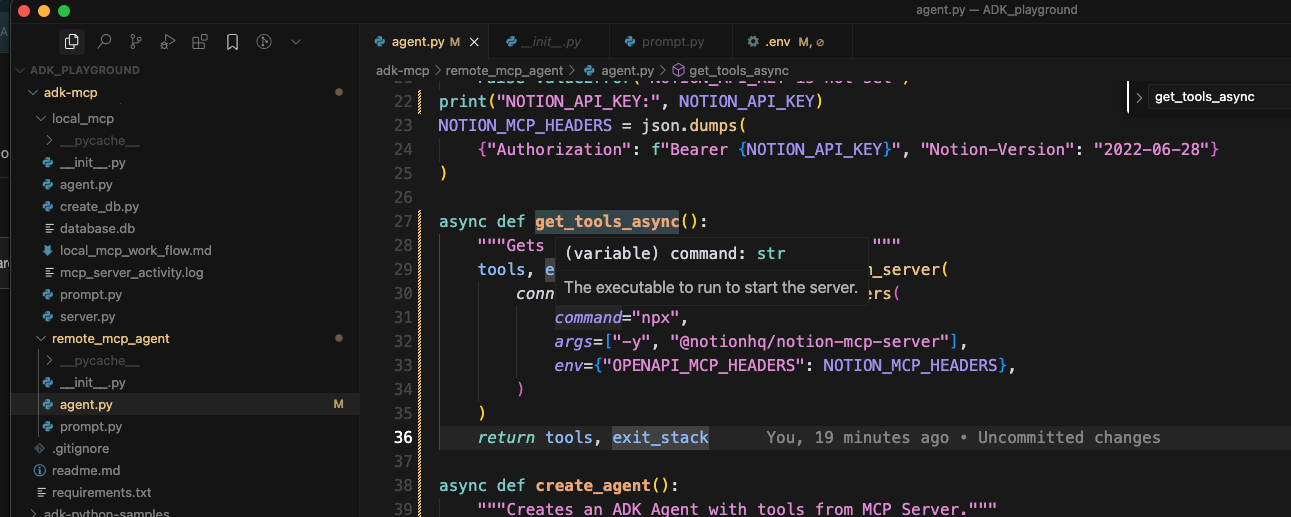 agent.py — ADK_playground
ADK_PLAYGROUND
adk-mcp
local_mcp
__pycache__
__init__.py
agent.py
create_db.py
database.db
local_mcp_work_flow.md
mcp_server_activity.log
prompt.py
server.py
remote_mcp_agent
__pycache__
__init__.py
agent.py M
prompt.py
.gitignore
readme.md
requirements.txt
adk-python-samples
agent.py M
__init__.py
prompt.py
.env M,
adk-mcp > remote_mcp_agent > agent.py > get_tools_async
get_tools_async
22 print("NOTION_API_KEY:", NOTION_API_KEY)
23 NOTION_MCP_HEADERS = json.dumps(
24 {"Authorization": f"Bearer {NOTION_API_KEY}", "Notion-Version": "2022-06-28"}
25 )
26
27 async def get_tools_async():
28 """Gets """
(variable) command: str
29 tools, e n_server(
The executable to run to start the server.
30 conn ers(
31 command="npx",
32 args=["-y", "@notionhq/notion-mcp-server"],
33 env={"OPENAPI_MCP_HEADERS": NOTION_MCP_HEADERS},
34 )
35 )
36 return tools, exit_stack You, 19 minutes ago • Uncommitted changes
37
38 async def create_agent():
39 """Creates an ADK Agent with tools from MCP Server."""